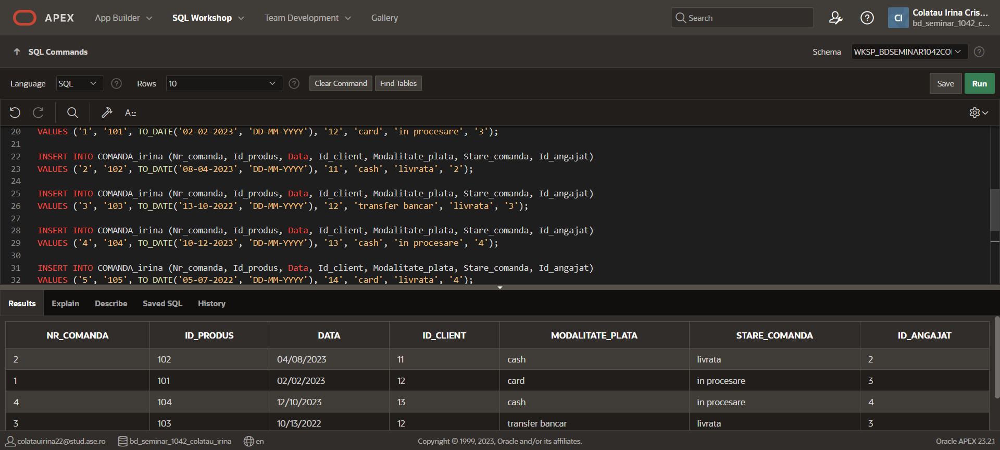 APEX App Builder SQL Workshop Team Development Gallery Search CI Colatau Irina Cris...
bd_seminar_1042_c...
SQL Commands Schema WKSP_BDSEMINAR1042CO
Language SQL Rows 10 Clear Command Find Tables Save Run
A::
20 VALUES ('1', '101', TO_DATE('02-02-2023', 'DD-MM-YYYY'), '12', 'card', 'in procesare', '3');
21
22 INSERT INTO COMANDA_irina (Nr_comanda, Id_produs, Data, Id_client, Modalitate_plata, Stare_comanda, Id_angajat)
23 VALUES ('2', '102', TO_DATE('08-04-2023', 'DD-MM-YYYY'), '11', 'cash', 'livrata', '2');
24
25 INSERT INTO COMANDA_irina (Nr_comanda, Id_produs, Data, Id_client, Modalitate_plata, Stare_comanda, Id_angajat)
26 VALUES ('3', '103', TO_DATE('13-10-2022', 'DD-MM-YYYY'), '12', 'transfer bancar', 'livrata', '3');
27
28 INSERT INTO COMANDA_irina (Nr_comanda, Id_produs, Data, Id_client, Modalitate_plata, Stare_comanda, Id_angajat)
29 VALUES ('4', '104', TO_DATE('10-12-2023', 'DD-MM-YYYY'), '13', 'cash', 'in procesare', '4');
30
31 INSERT INTO COMANDA_irina (Nr_comanda, Id_produs, Data, Id_client, Modalitate_plata, Stare_comanda, Id_angajat)
32 VALUES ('5', '105', TO_DATE('05-07-2022', 'DD-MM-YYYY'), '14', 'card', 'livrata', '4');
Results Explain Describe Saved SQL History
NR_COMANDA ID_PRODUS DATA ID_CLIENT MODALITATE_PLATA STARE_COMANDA ID_ANGAJAT
2 102 04/08/2023 11 cash livrata 2
1 101 02/02/2023 12 card in procesare 3
4 104 12/10/2023 13 cash in procesare 4
3 103 10/13/2022 12 transfer bancar livrata 3
colatauirina22@stud.ase.ro bd_seminar_1042_colatau_irina en Copyright © 1999, 2023, Oracle and/or its affiliates. Oracle APEX 23.2.1